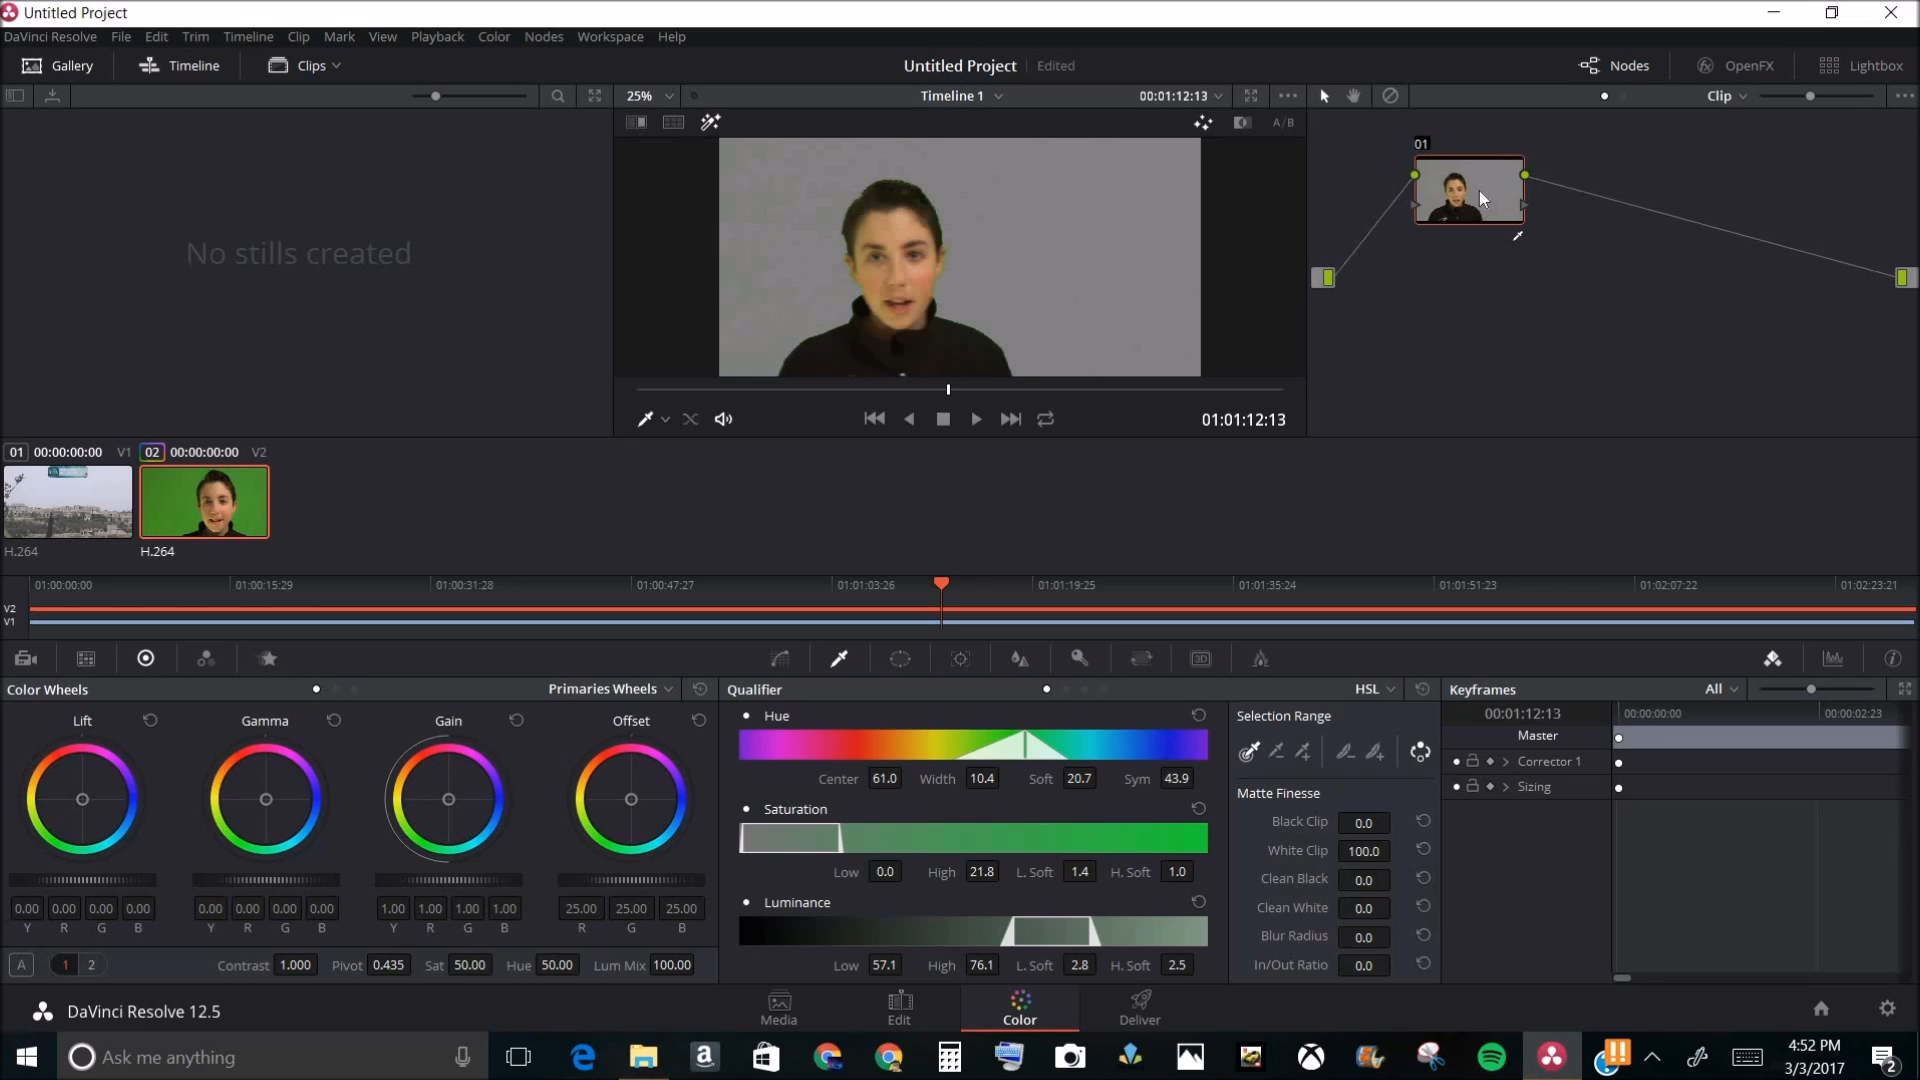 Untitled Project
DaVinci Resolve File Edit Trim Timeline Clip Mark View Playback Color Nodes Workspace Help
Gallery Timeline Clips Untitled Project Edited Nodes OpenFX Lightbox
25% Timeline 1 00:01:12:13 Clip
A/B
01
No stills created
01:01:12:13
01 00:00:00:00 V1 02 00:00:00:00 V2
H.264 H.264
01:00:00:00 01:00:15:29 01:00:31:28 01:00:47:27 01:01:03:26 01:01:19:25 01:01:35:24 01:01:51:23 01:02:07:22 01:02:23:21
V2
V1
3D
Color Wheels Primaries Wheels Qualifier HSL Keyframes All
Lift Gamma Gain Offset Hue Selection Range 00:01:12:13 00:00:00:00 00:00:02:23
Master
Corrector 1
Center 61.0 Width 10.4 Soft 20.7 Sym 43.9 Sizing
Matte Finesse
Saturation
Black Clip 0.0
White Clip 100.0
Low 0.0 High 21.8 L. Soft 1.4 H. Soft 1.0 Clean Black 0.0
Luminance Clean White 0.0
0.00 0.00 0.00 0.00 0.00 0.00 0.00 0.00 1.00 1.00 1.00 1.00 25.00 25.00 25.00
Y R G B Y R G B Y R G B R G B
Blur Radius 0.0
A 1 2 Contrast 1.000 Pivot 0.435 Sat 50.00 Hue 50.00 Lum Mix 100.00 Low 57.1 High 76.1 L. Soft 2.8 H. Soft 2.5 In/Out Ratio 0.0
DaVinci Resolve 12.5 Media Edit Color Deliver
Ask me anything
4:52 PM
3/3/2017
2